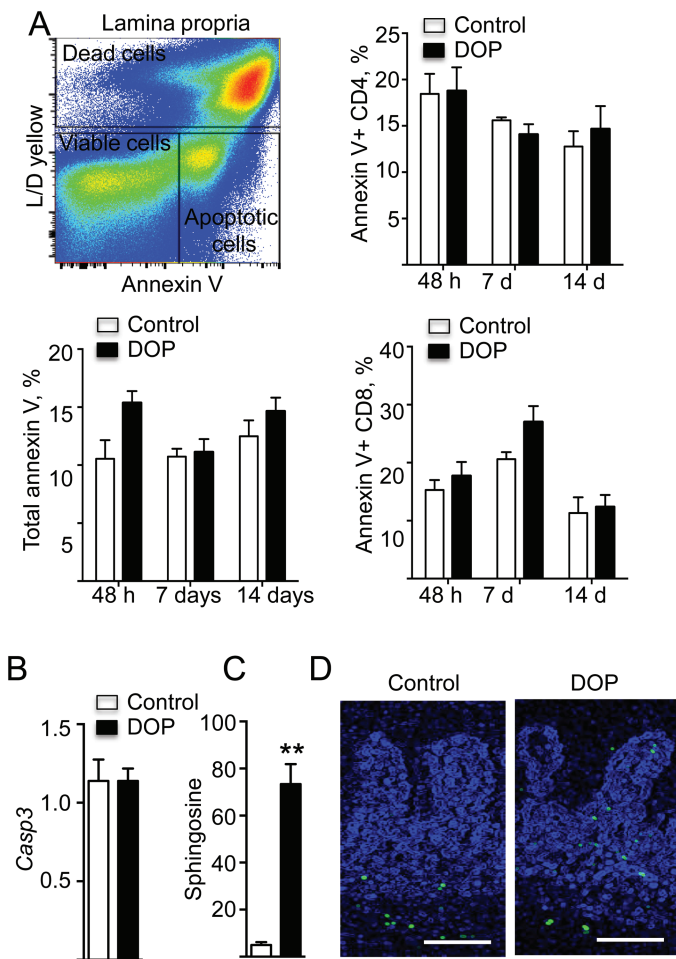 A
Lamina propria
Dead cells
Viable cells
Apoptotic
cells
L/D yellow
Annexin V
Control
DOP
Annexin V+ CD4, %
25
20
15
15
5
48 h
7 d
14 d
Control
DOP
Total annexin V, %
20
15
10
5
48 h
7 days
14 days
Control
DOP
Annexin V+ CD8, %
40
30
20
10
48 h
7 d
14 d
B
Control
DOP
Casp3
1.5
1.0
0.5
C
Sphingosine
100
80
60
40
20
**
D
Control
DOP